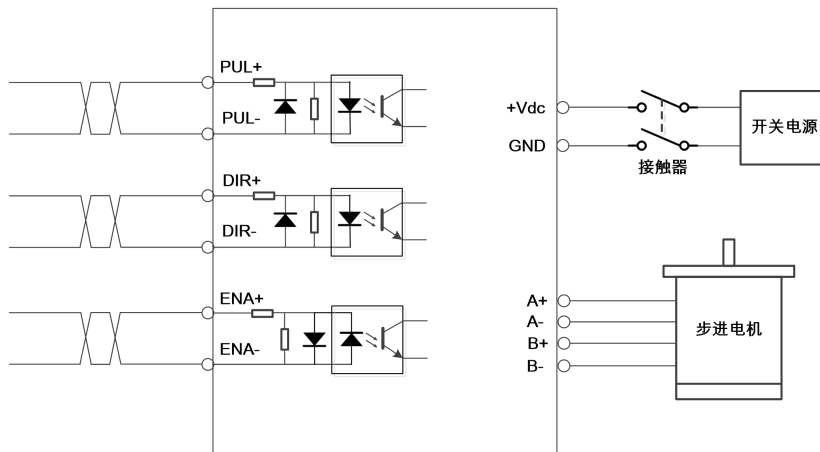 PUL+
PUL-
DIR+
DIR-
ENA+
ENA-
+Vdc
GND
接触器
开关电源
A+
A-
B+
B-
步进电机